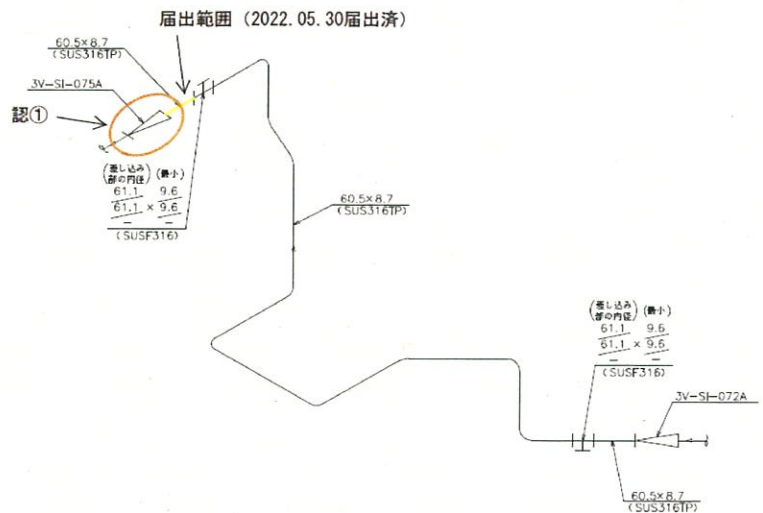 届出範囲（2022.05.30届出済）
60.5×8.7
(SUS316TP)
3V-SI-075A
認①
(差し込み部の内径) (最小)
61.1 9.6
61.1 × 9.6
— —
(SUSF316)
60.5×8.7
(SUS316TP)
(差し込み部の内径) (最小)
61.1 9.6
61.1 × 9.6
— —
(SUSF316)
3V-SI-072A
60.5×8.7
(SUS316TP)